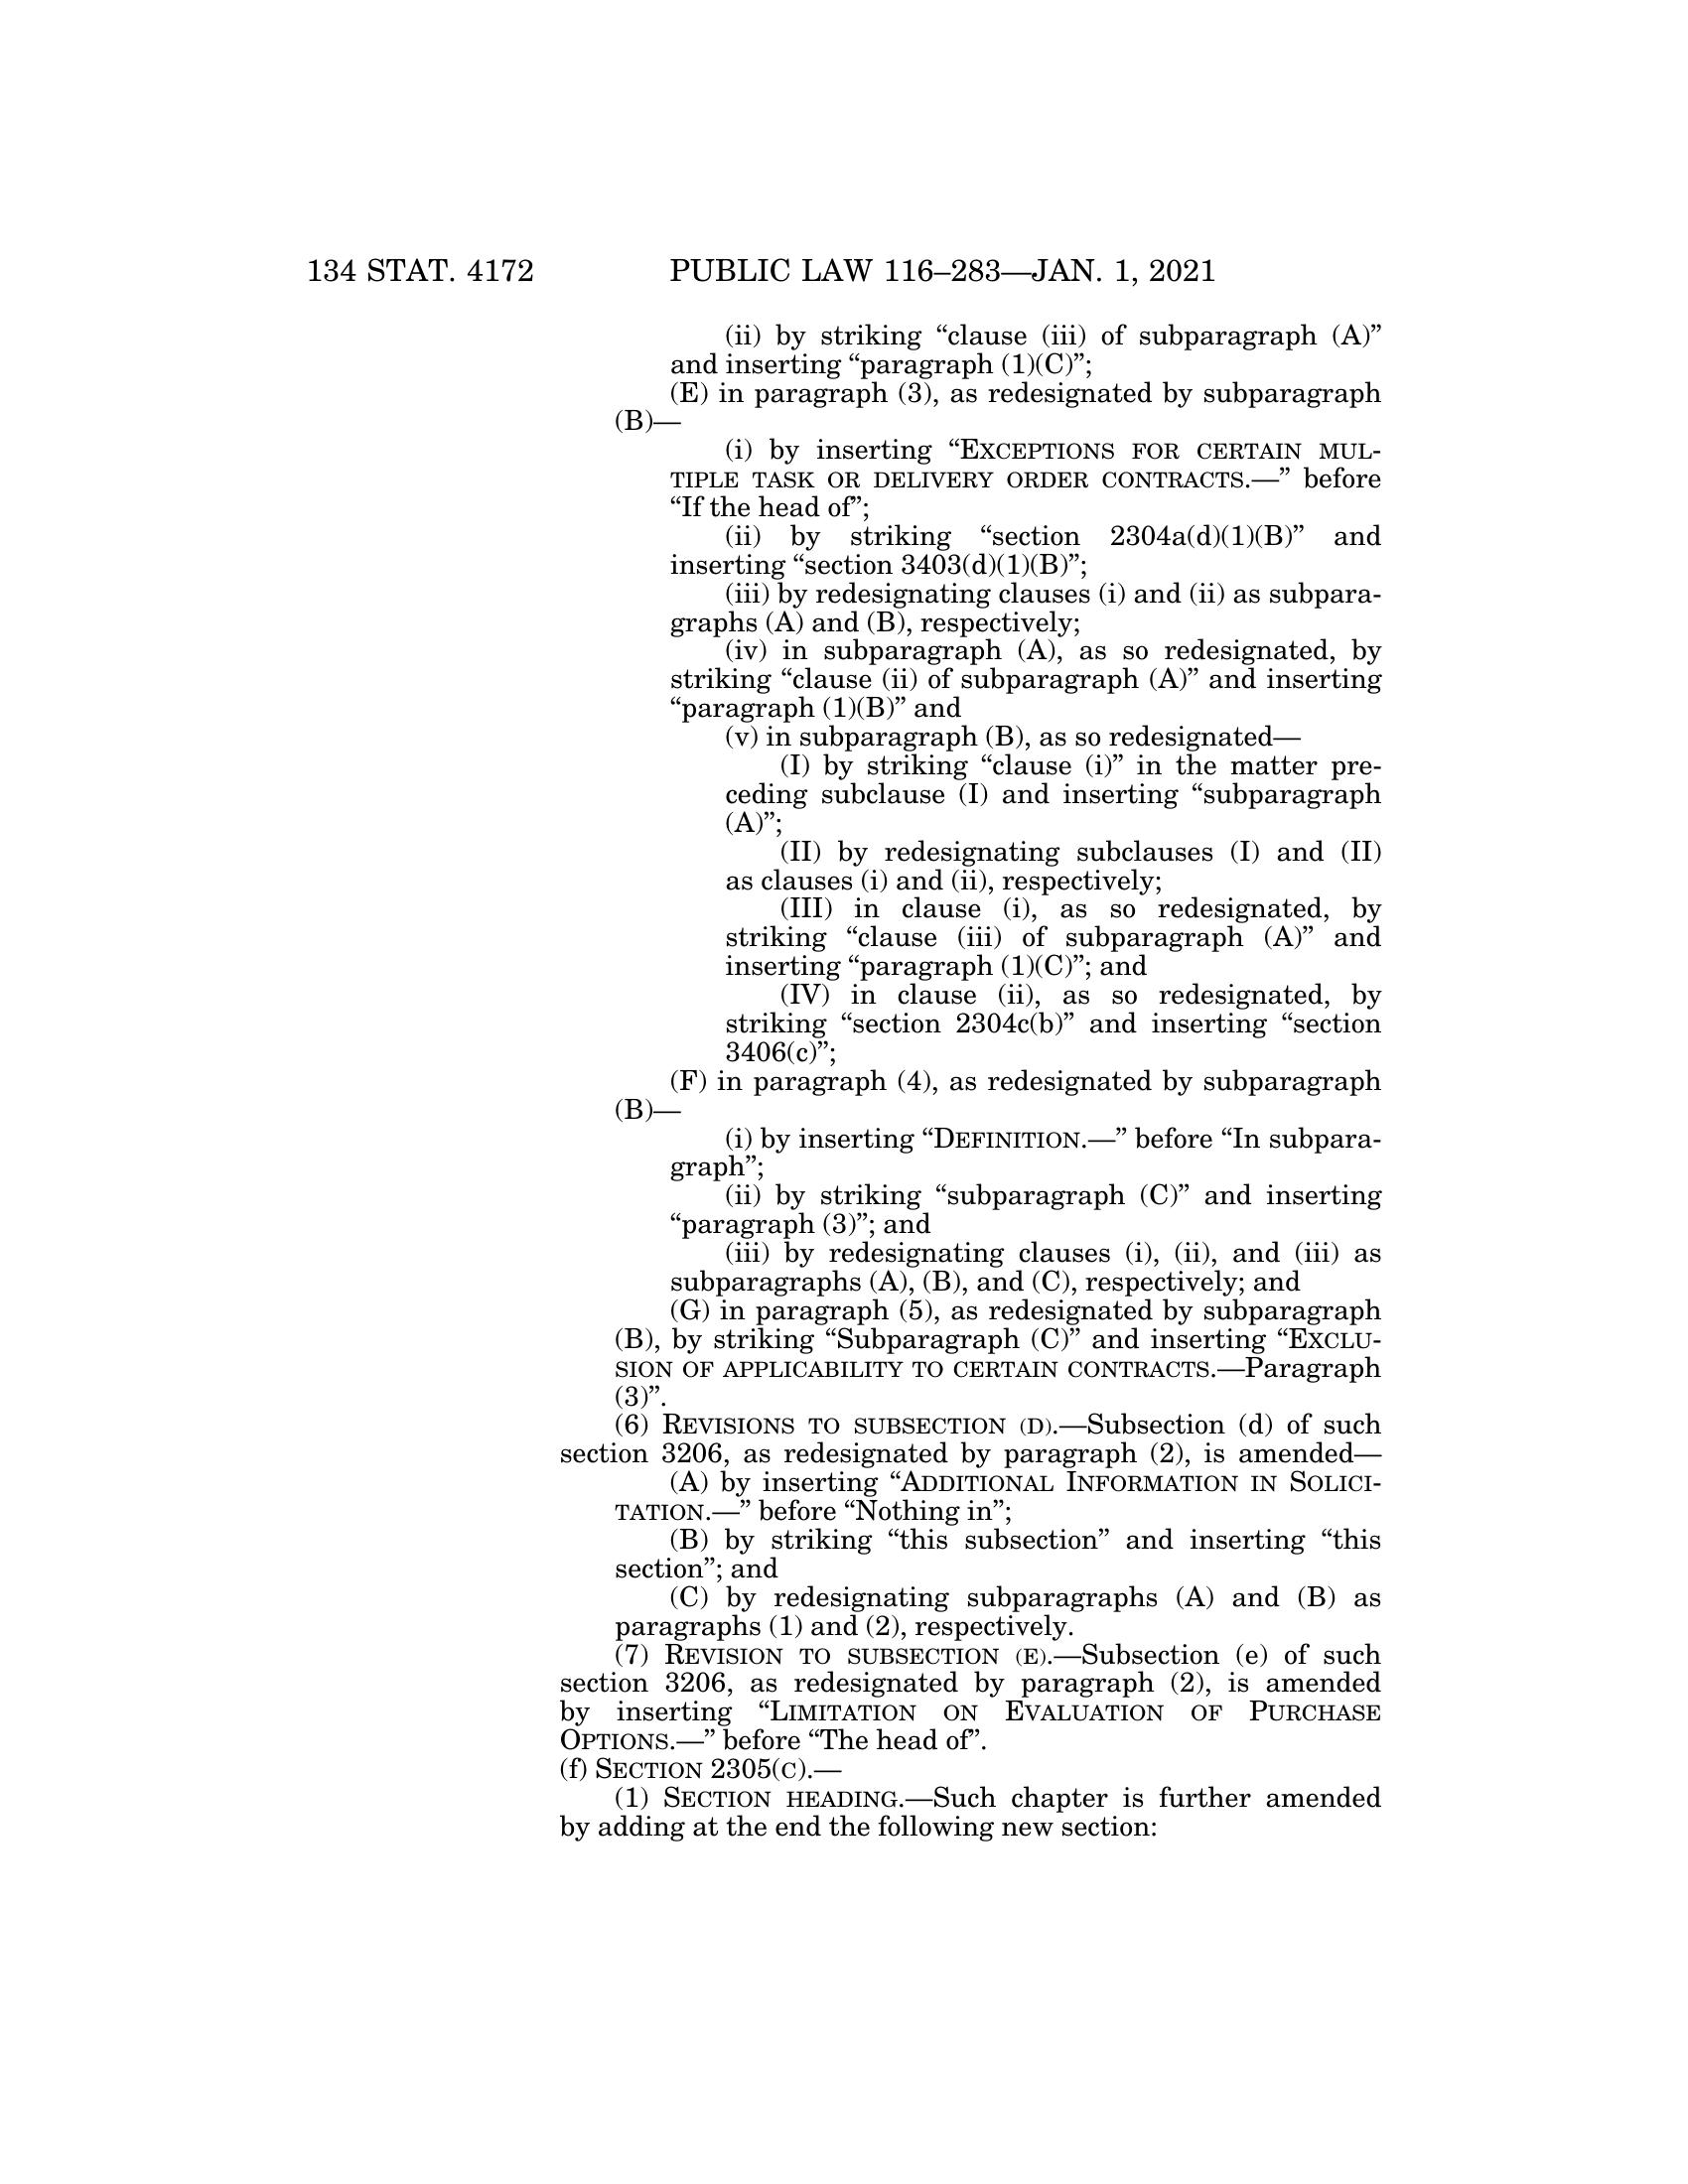 134 STAT. 4172 PUBLIC LAW 116–283—JAN. 1, 2021
(ii) by striking “clause (iii) of subparagraph (A)”
and inserting “paragraph (1)(C)”;
(E) in paragraph (3), as redesignated by subparagraph
(B)—
(i) by inserting “EXCEPTIONS FOR CERTAIN MUL-
TIPLE TASK OR DELIVERY ORDER CONTRACTS.—” before
“If the head of”;
(ii) by striking “section 2304a(d)(1)(B)” and
inserting “section 3403(d)(1)(B)”;
(iii) by redesignating clauses (i) and (ii) as subpara-
graphs (A) and (B), respectively;
(iv) in subparagraph (A), as so redesignated, by
striking “clause (ii) of subparagraph (A)” and inserting
“paragraph (1)(B)” and
(v) in subparagraph (B), as so redesignated—
(I) by striking “clause (i)” in the matter pre-
ceding subclause (I) and inserting “subparagraph
(A)”;
(II) by redesignating subclauses (I) and (II)
as clauses (i) and (ii), respectively;
(III) in clause (i), as so redesignated, by
striking “clause (iii) of subparagraph (A)” and
inserting “paragraph (1)(C)”; and
(IV) in clause (ii), as so redesignated, by
striking “section 2304c(b)” and inserting “section
3406(c)”;
(F) in paragraph (4), as redesignated by subparagraph
(B)—
(i) by inserting “DEFINITION.—” before “In subpara-
graph”;
(ii) by striking “subparagraph (C)” and inserting
“paragraph (3)”; and
(iii) by redesignating clauses (i), (ii), and (iii) as
subparagraphs (A), (B), and (C), respectively; and
(G) in paragraph (5), as redesignated by subparagraph
(B), by striking “Subparagraph (C)” and inserting “EXCLU-
SION OF APPLICABILITY TO CERTAIN CONTRACTS.—Paragraph
(3)”.
(6) REVISIONS TO SUBSECTION (D).—Subsection (d) of such
section 3206, as redesignated by paragraph (2), is amended—
(A) by inserting “ADDITIONAL INFORMATION IN SOLICI-
TATION.—” before “Nothing in”;
(B) by striking “this subsection” and inserting “this
section”; and
(C) by redesignating subparagraphs (A) and (B) as
paragraphs (1) and (2), respectively.
(7) REVISION TO SUBSECTION (E).—Subsection (e) of such
section 3206, as redesignated by paragraph (2), is amended
by inserting “LIMITATION ON EVALUATION OF PURCHASE
OPTIONS.—” before “The head of”.
(f) SECTION 2305(C).—
(1) SECTION HEADING.—Such chapter is further amended
by adding at the end the following new section: